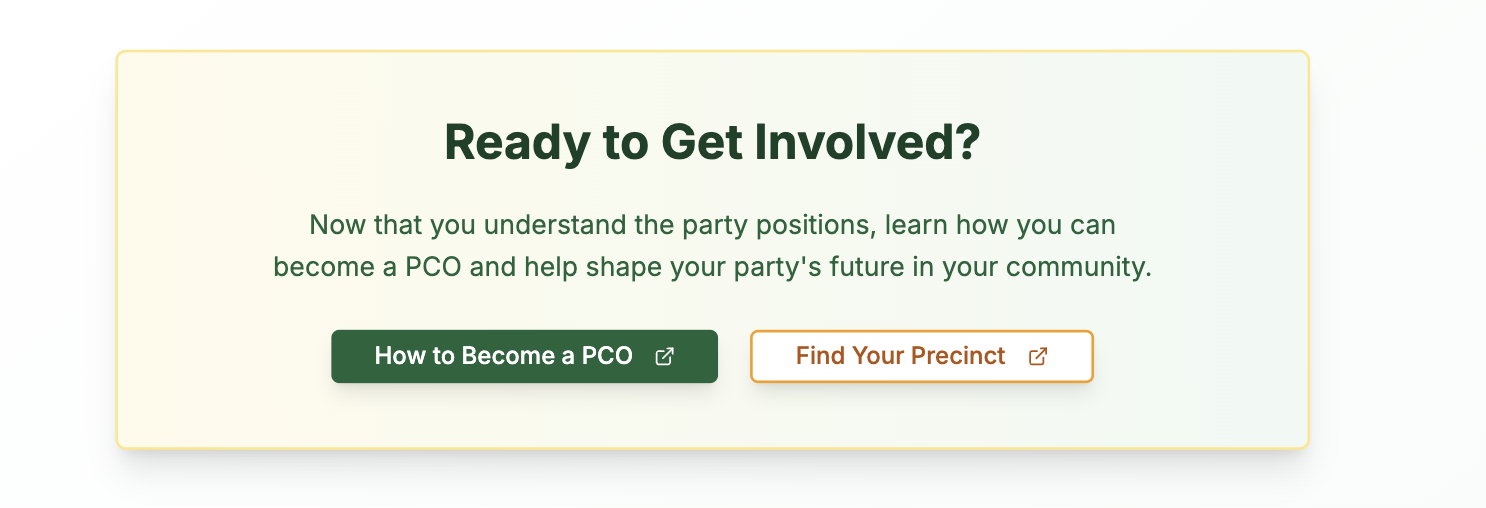 Ready to Get Involved?
Now that you understand the party positions, learn how you can
become a PCO and help shape your party's future in your community.
How to Become a PCO
Find Your Precinct